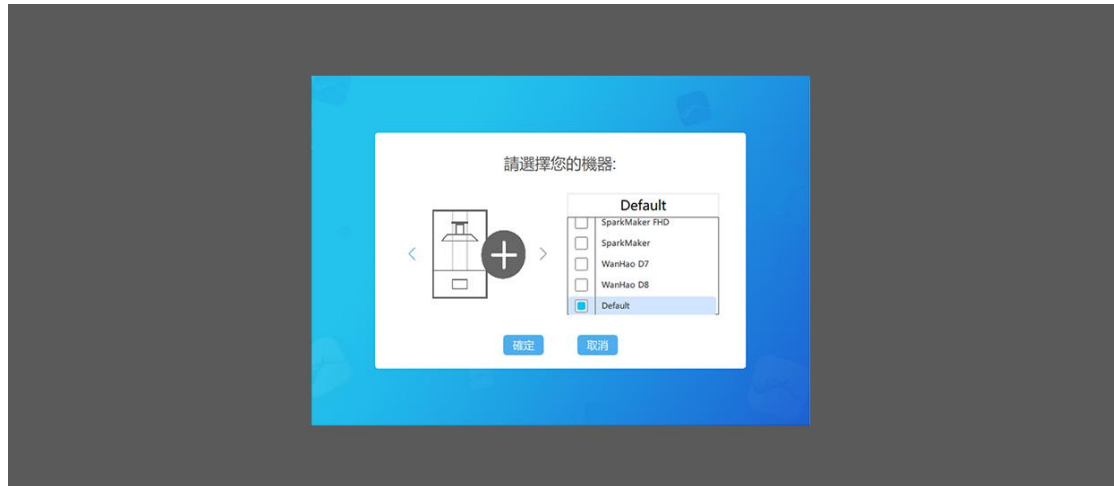 請選擇您的機器:
Default
SparkMaker FHD
SparkMaker
WanHao D7
WanHao D8
Default
確定
取消